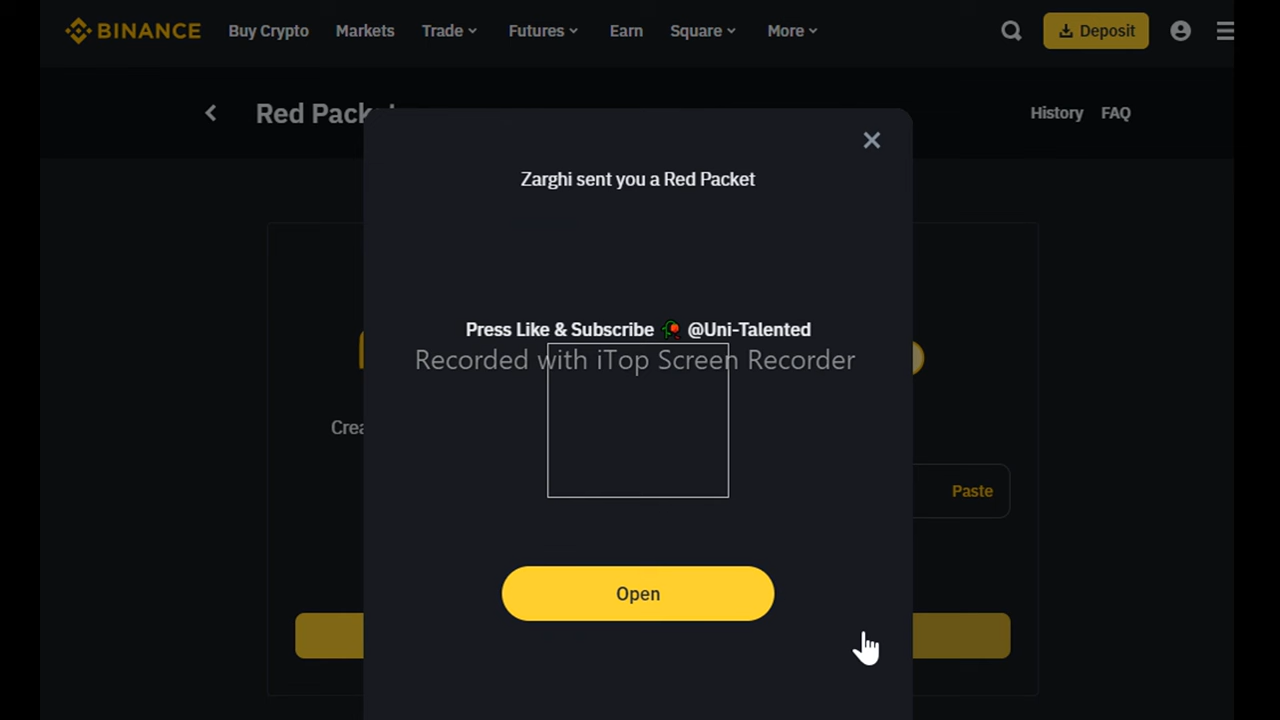 BINANCE Buy Crypto Markets Trade Futures Earn Square More Deposit
Red Pack History FAQ
Zarghi sent you a Red Packet
Press Like & Subscribe 🥀 @Uni-Talented
Recorded with iTop Screen Recorder
Crea
Paste
Open